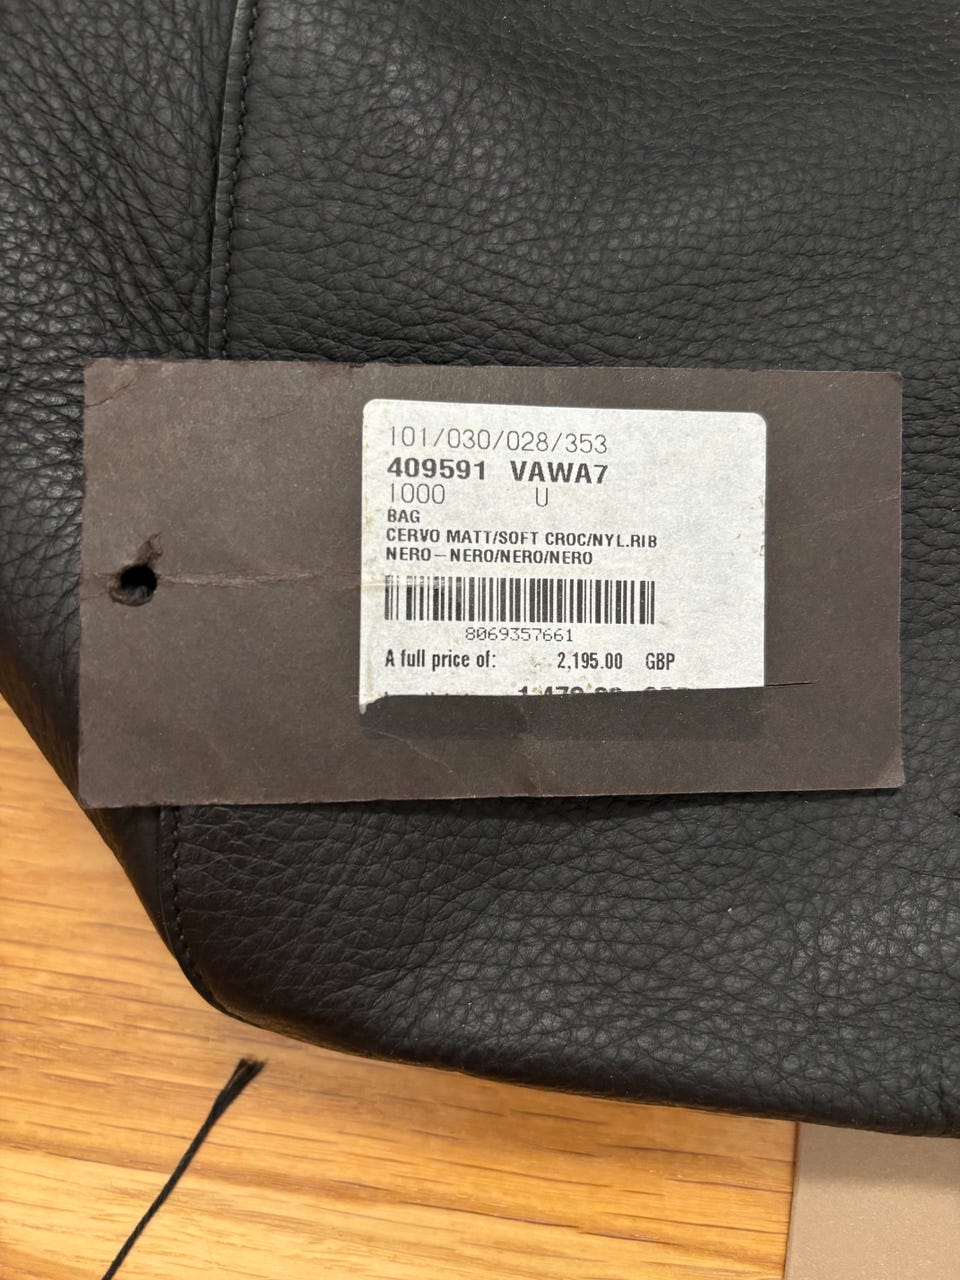 101/030/028/353
409591 VAWA7
1000 U
BAG
CERVO MATT/SOFT CROC/NYL.RIB
NERO-NERO/NERO/NERO
8069357661
A full price of: 2,195.00 GBP